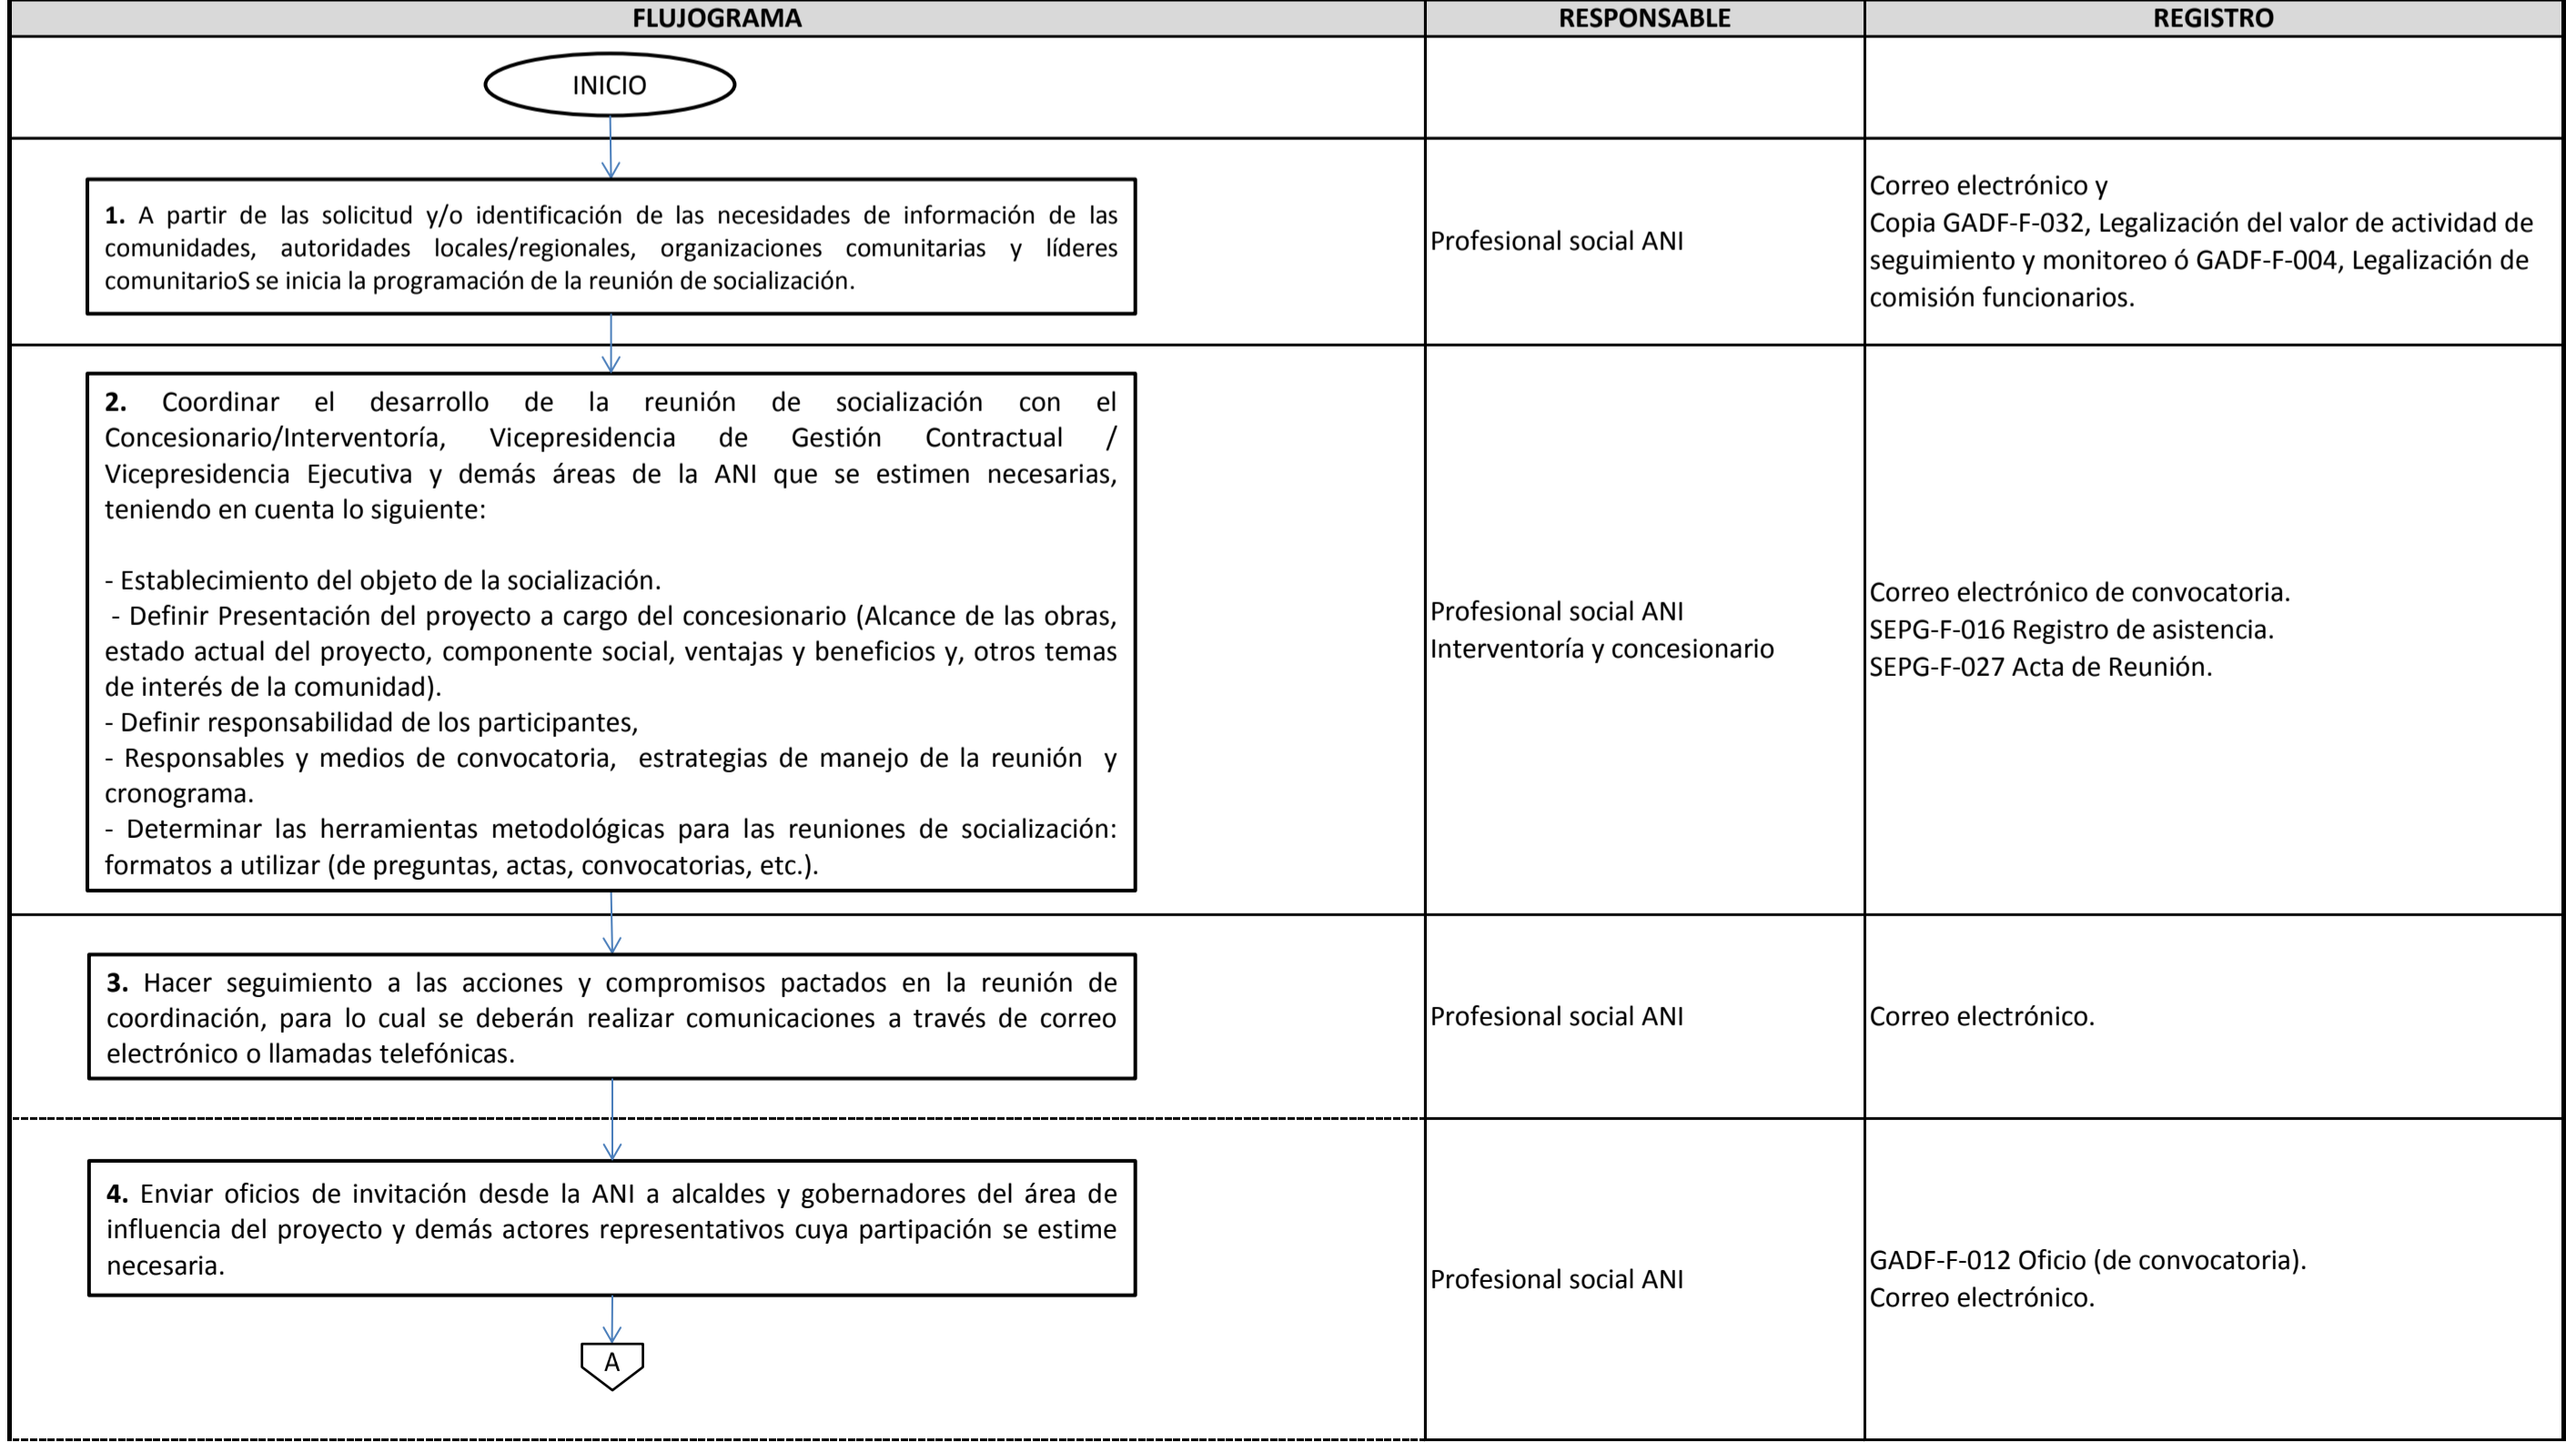 FLUJOGRAMA
RESPONSABLE
REGISTRO
INICIO
1. A partir de las solicitud y/o identificación de las necesidades de información de las
comunidades, autoridades locales/regionales, organizaciones comunitarias y líderes
comunitarioS se inicia la programación de la reunión de socialización.
Profesional social ANI
Correo electrónico y
Copia GADF-F-032, Legalización del valor de actividad de
seguimiento y monitoreo ó GADF-F-004, Legalización de
comisión funcionarios.
2. Coordinar el desarrollo de la reunión de socialización con el
Concesionario/Interventoría, Vicepresidencia de Gestión Contractual /
Vicepresidencia Ejecutiva y demás áreas de la ANI que se estimen necesarias,
teniendo en cuenta lo siguiente:
- Establecimiento del objeto de la socialización.
- Definir Presentación del proyecto a cargo del concesionario (Alcance de las obras,
estado actual del proyecto, componente social, ventajas y beneficios y, otros temas
de interés de la comunidad).
- Definir responsabilidad de los participantes,
- Responsables y medios de convocatoria, estrategias de manejo de la reunión y
cronograma.
- Determinar las herramientas metodológicas para las reuniones de socialización:
formatos a utilizar (de preguntas, actas, convocatorias, etc.).
Profesional social ANI
Interventoría y concesionario
Correo electrónico de convocatoria.
SEPG-F-016 Registro de asistencia.
SEPG-F-027 Acta de Reunión.
3. Hacer seguimiento a las acciones y compromisos pactados en la reunión de
coordinación, para lo cual se deberán realizar comunicaciones a través de correo
electrónico o llamadas telefónicas.
Profesional social ANI
Correo electrónico.
4. Enviar oficios de invitación desde la ANI a alcaldes y gobernadores del área de
influencia del proyecto y demás actores representativos cuya partipación se estime
necesaria.
Profesional social ANI
GADF-F-012 Oficio (de convocatoria).
Correo electrónico.
A